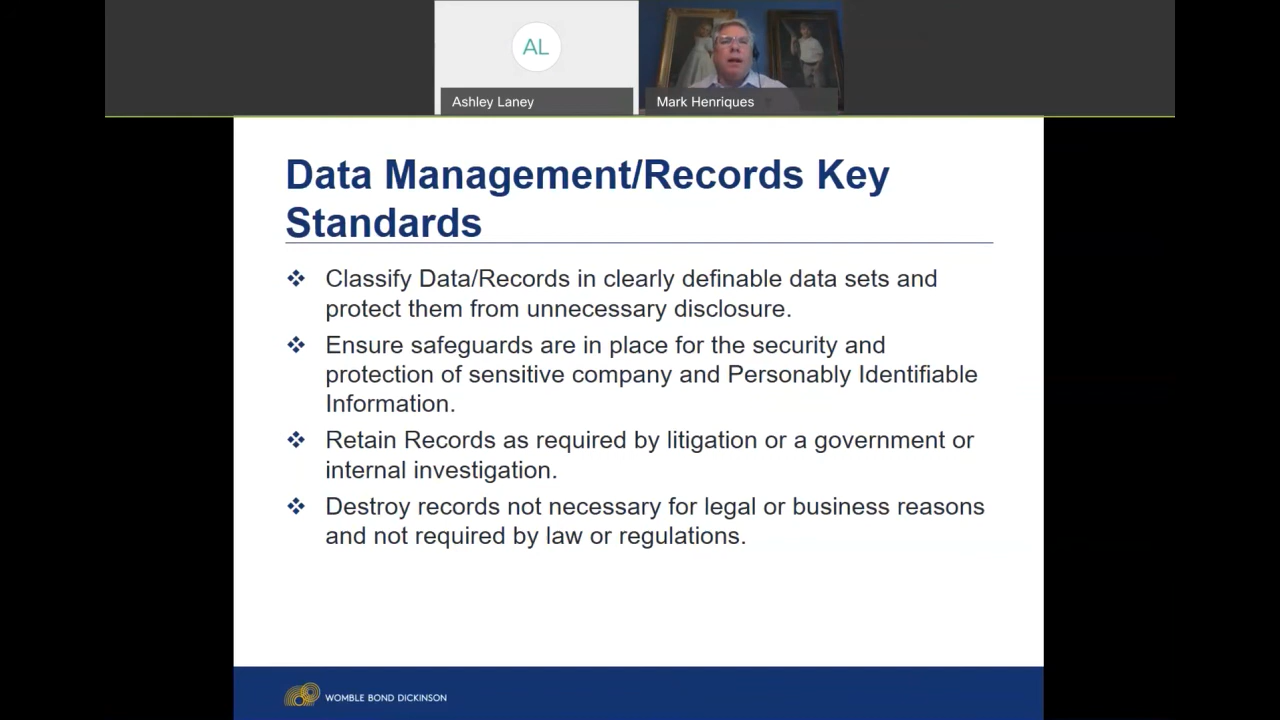 AL
Ashley Laney
Mark Henriques
Data Management/Records Key
Standards
❖ Classify Data/Records in clearly definable data sets and
protect them from unnecessary disclosure.
❖ Ensure safeguards are in place for the security and
protection of sensitive company and Personably Identifiable
Information.
❖ Retain Records as required by litigation or a government or
internal investigation.
❖ Destroy records not necessary for legal or business reasons
and not required by law or regulations.
WOMBLE BOND DICKINSON